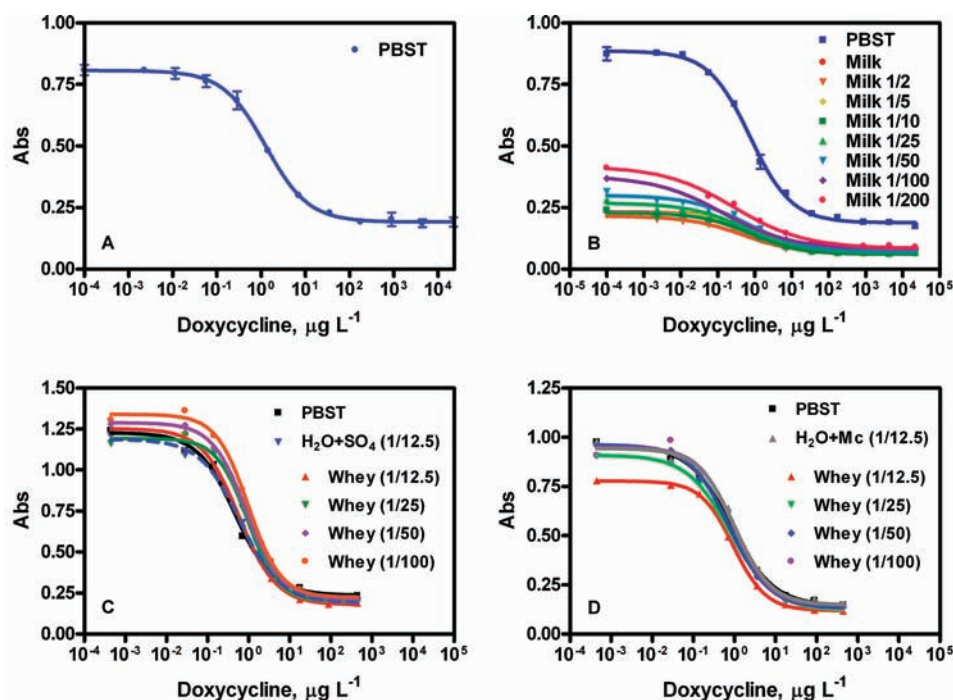 1.00
0.75
0.50
0.25
0.00
Abs
PBST
A
10-4 10-3 10-2 10-1 100 101 102 103 104
Doxycycline, µg L-1
1.00
0.75
0.50
0.25
0.00
Abs
PBST
Milk
Milk 1/2
Milk 1/5
Milk 1/10
Milk 1/25
Milk 1/50
Milk 1/100
Milk 1/200
B
10-5 10-4 10-3 10-2 10-1 100 101 102 103 104 105
Doxycycline, µg L-1
1.50
1.25
1.00
0.75
0.50
0.25
0.00
Abs
PBST
H2O+SO4 (1/12.5)
Whey (1/12.5)
Whey (1/25)
Whey (1/50)
Whey (1/100)
C
10-4 10-3 10-2 10-1 100 101 102 103 104 105
Doxycycline, µg L-1
1.25
1.00
0.75
0.50
0.25
0.00
Abs
PBST
H2O+Mc (1/12.5)
Whey (1/12.5)
Whey (1/25)
Whey (1/50)
Whey (1/100)
D
10-4 10-3 10-2 10-1 100 101 102 103 104 105
Doxycycline, µg L-1